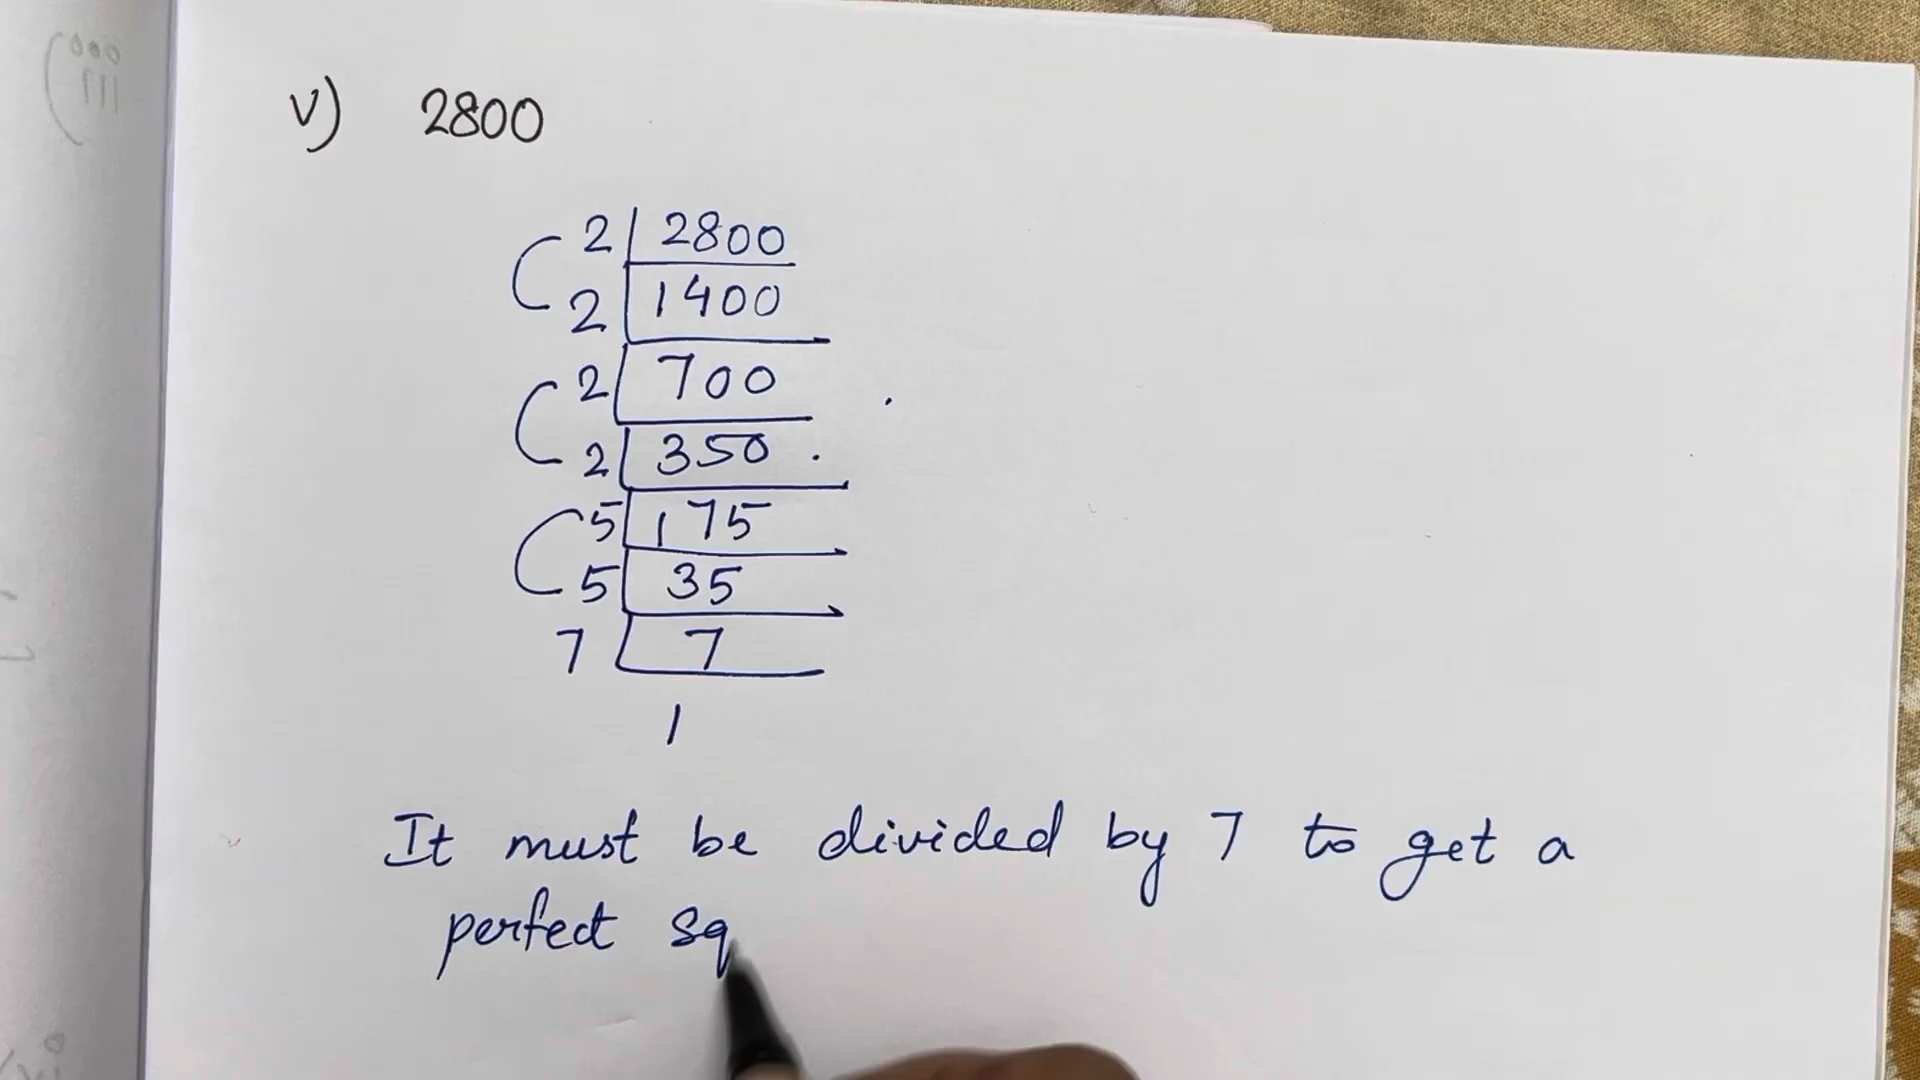 v) 2800
2 2800
2 1400
2 700
2 350
5 175
5 35
7 7
1
It must be divided by 7 to get a
perfect sq